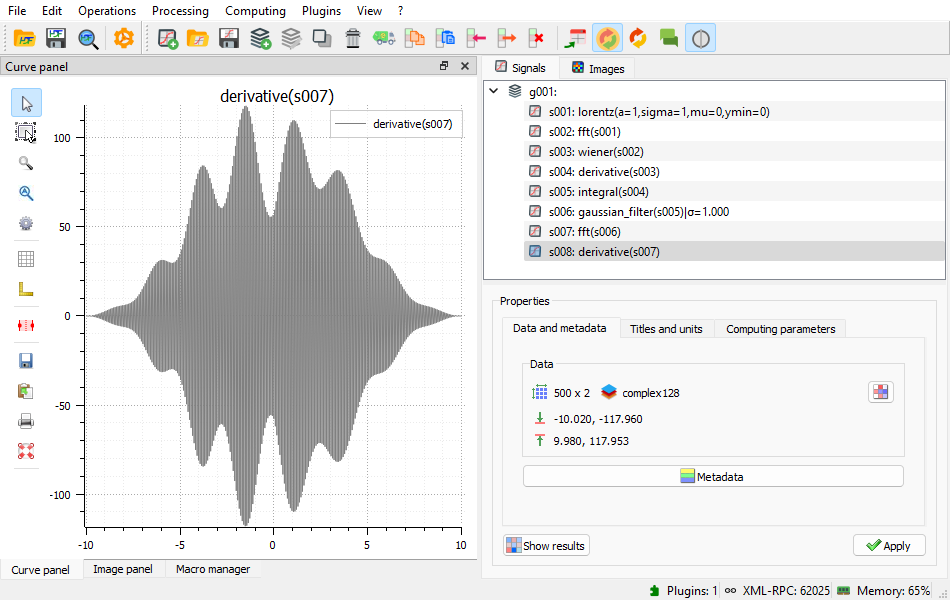 File Edit Operations Processing Computing Plugins View ?
Curve panel
derivative(s007)
derivative(s007)
100
50
0
-50
-100
-10 -5 0 5 10
Curve panel Image panel Macro manager
Signals Images
g001:
s001: lorentz(a=1,sigma=1,mu=0,ymin=0)
s002: fft(s001)
s003: wiener(s002)
s004: derivative(s003)
s005: integral(s004)
s006: gaussian_filter(s005)|σ=1.000
s007: fft(s006)
s008: derivative(s007)
Properties
Data and metadata Titles and units Computing parameters
Data
500 x 2 complex128
-10.020, -117.960
9.980, 117.953
Metadata
Show results Apply
Plugins: 1 XML-RPC: 62025 Memory: 65%